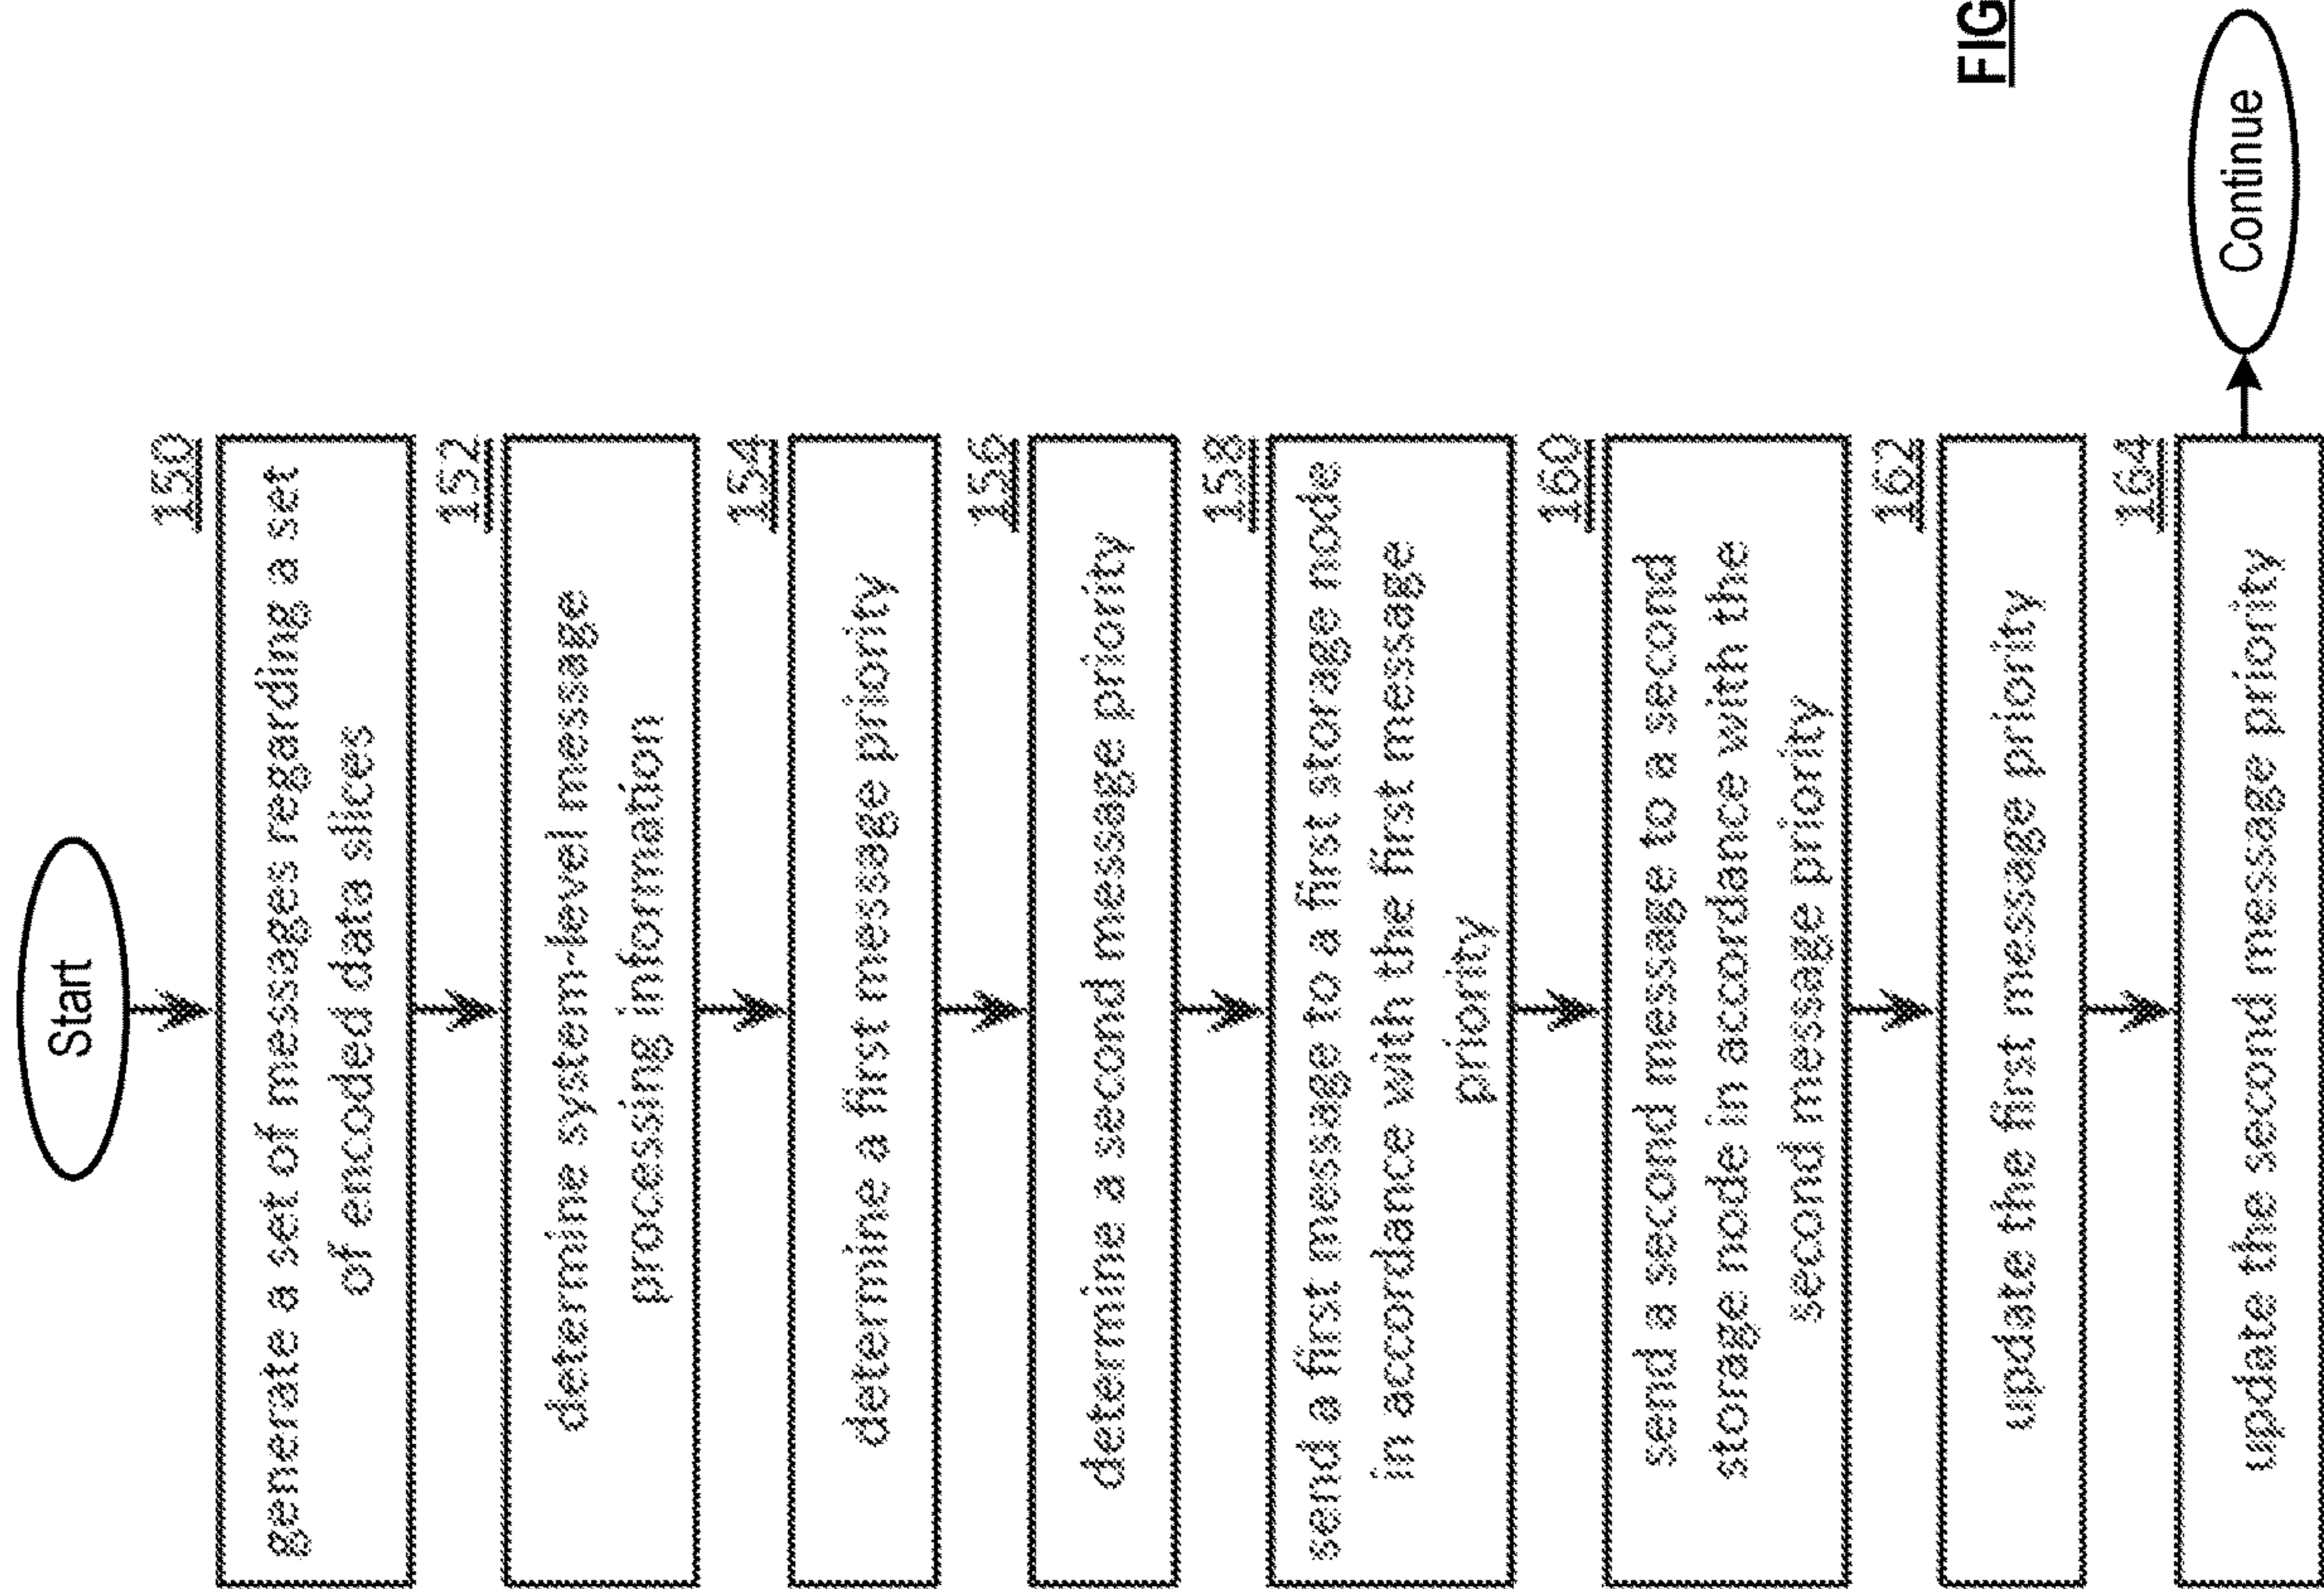 Start
150
generate a set of messages regarding a set
of encoded data slices
152
determine system-level message
processing information
154
determine a first message priority
156
determine a second message priority
158
send a first message to a first storage node
in accordance with the first message
priority
160
send a second message to a second
storage node in accordance with the
second message priority
162
update the first message priority
164
update the second message priority
Continue
FIG